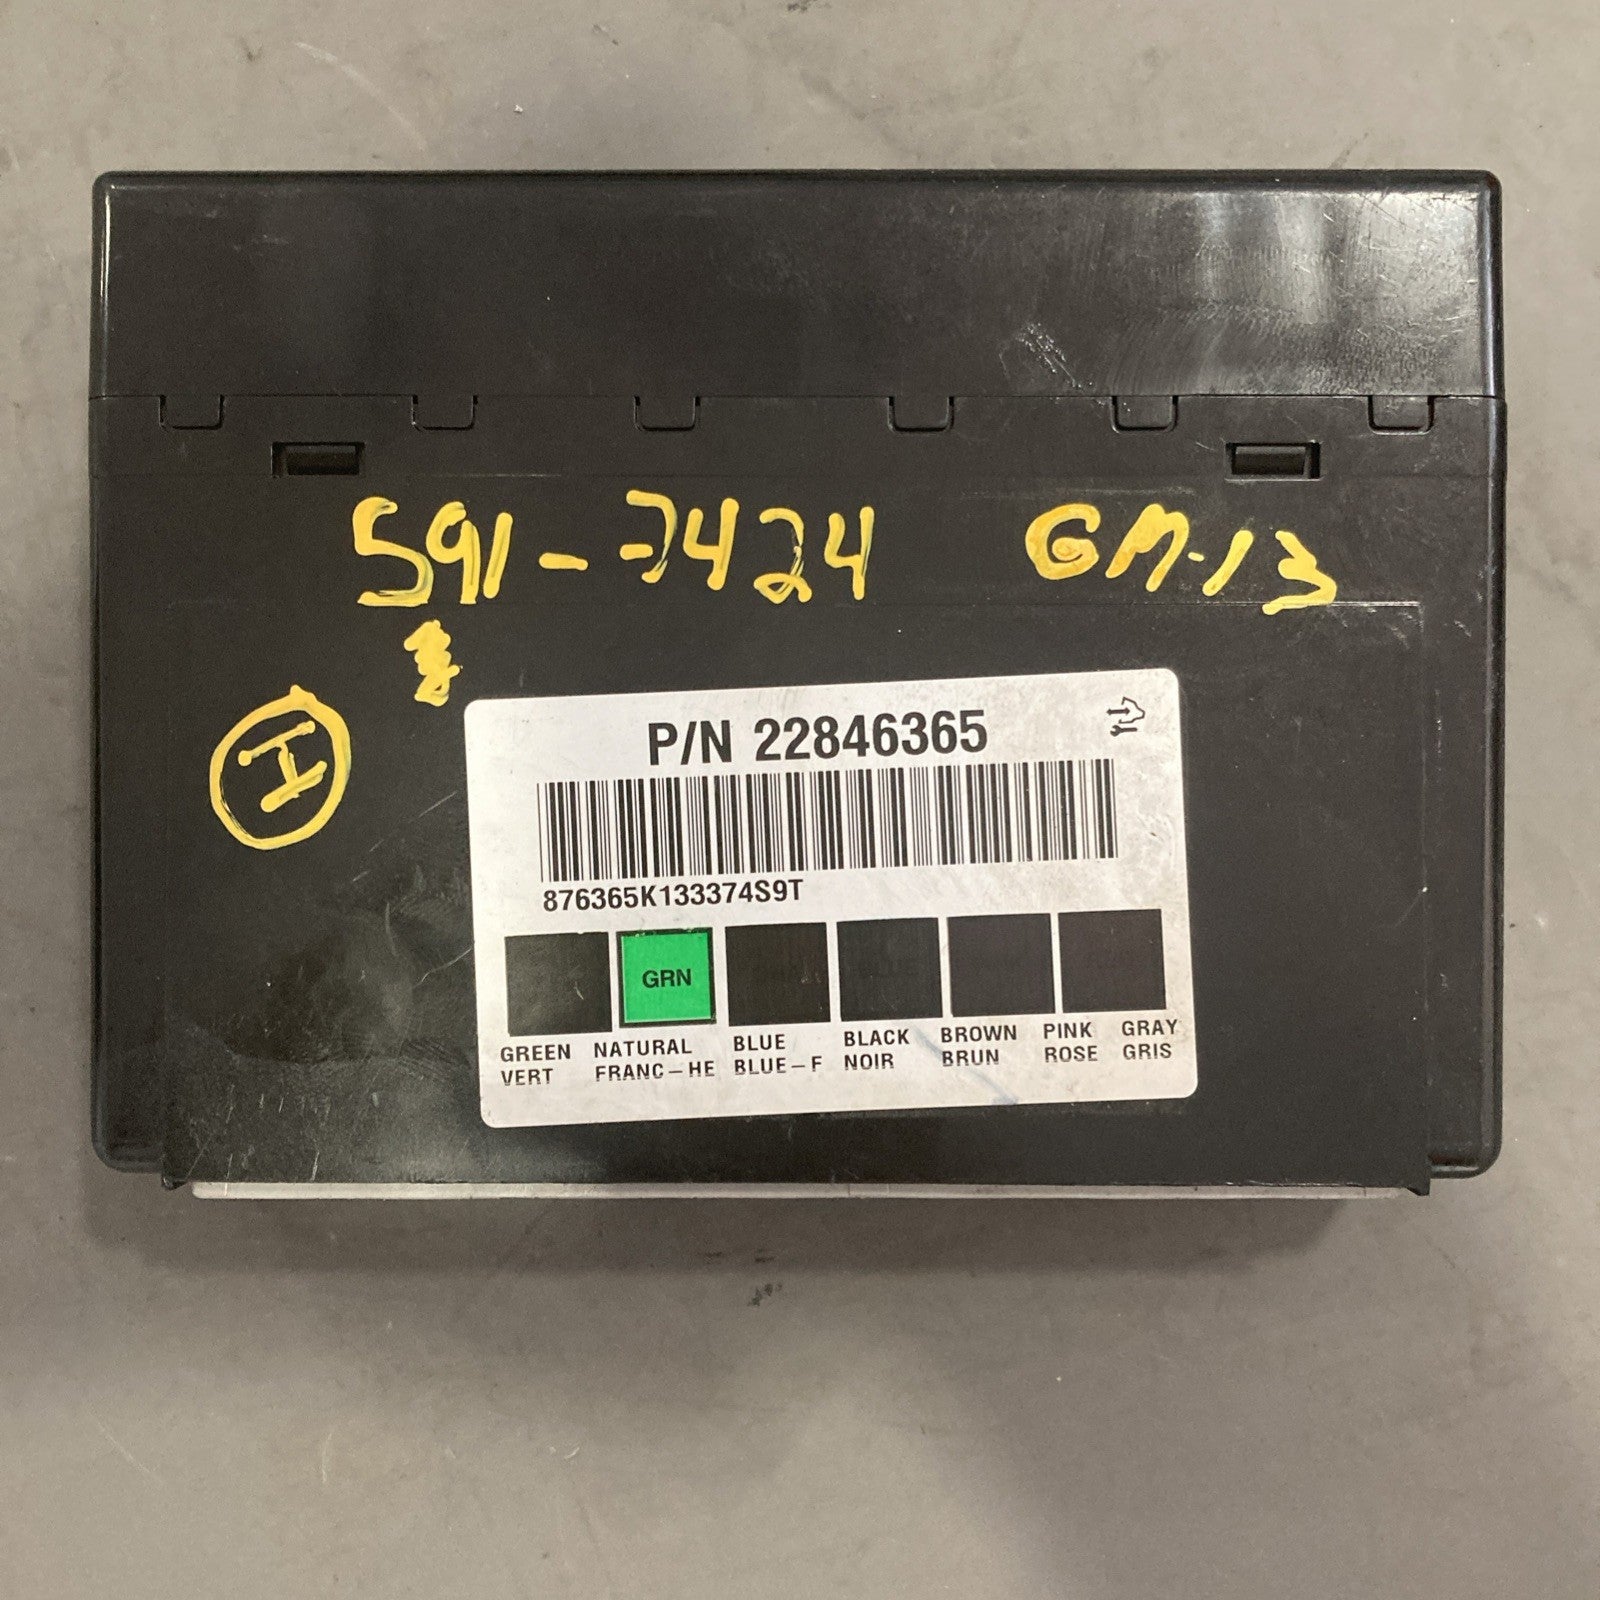 591-7424 GM-13
I
P/N 22846365
876365K133374S9T
GRN
GREEN NATURAL BLUE BLACK BROWN PINK GRAY
VERT FRANC-HE BLUE-F NOIR BRUN ROSE GRIS